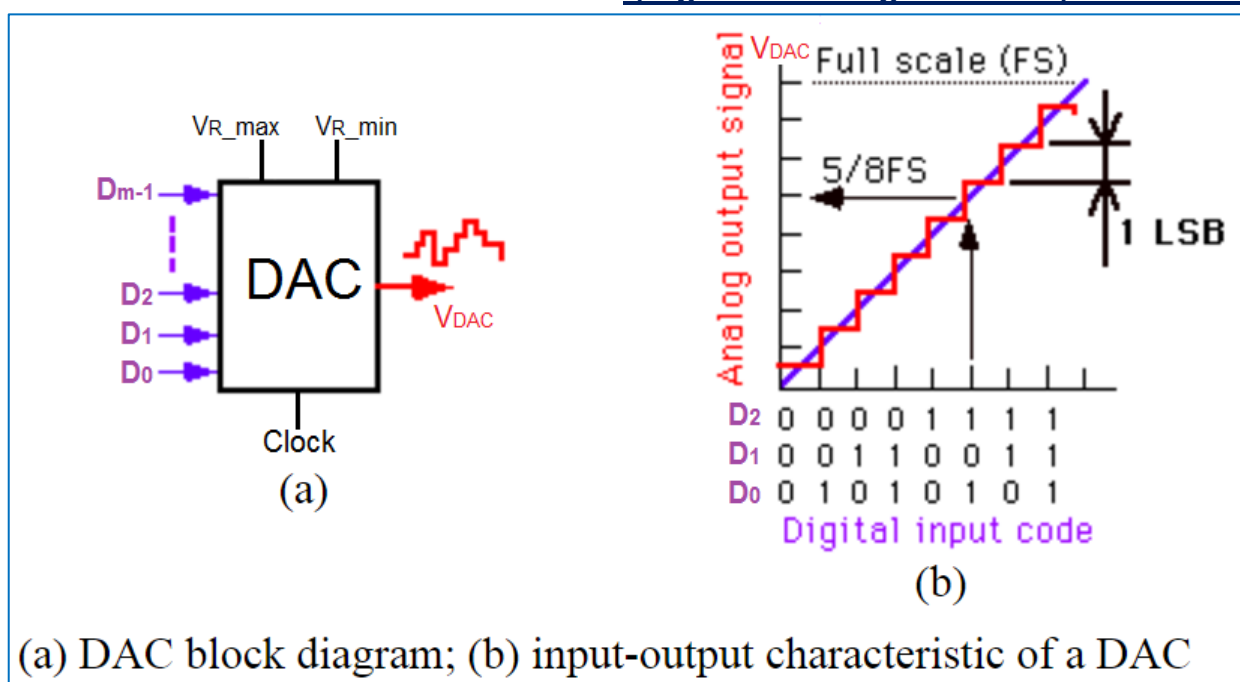 VR_max VR_min
Dm-1
D2
D1
D0
DAC
VDAC
Clock
(a)
VDAC
Full scale (FS)
Analog output signal
5/8FS
1 LSB
D2 0 0 0 0 1 1 1 1
D1 0 0 1 1 0 0 1 1
D0 0 1 0 1 0 1 0 1
Digital input code
(b)
(a) DAC block diagram; (b) input-output characteristic of a DAC